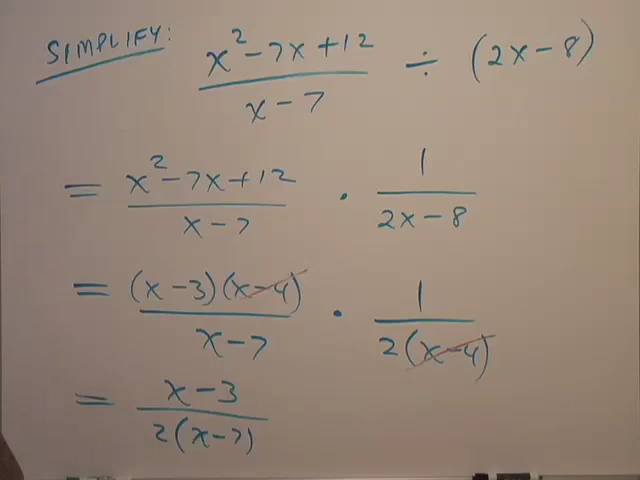 SIMPLIFY: (x² - 7x + 12)/(x - 7) ÷ (2x - 8)
= (x² - 7x + 12)/(x - 7) · 1/(2x - 8)
= (x - 3)(x - 4)/(x - 7) · 1/(2(x - 4))
= (x - 3)/(2(x - 7))